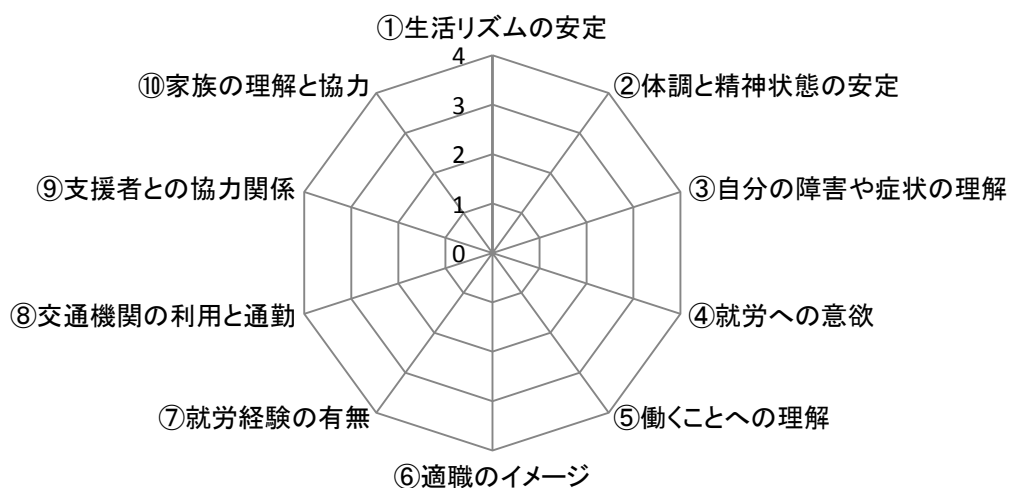 ①生活リズムの安定
②体調と精神状態の安定
③自分の障害や症状の理解
④就労への意欲
⑤働くことへの理解
⑥適職のイメージ
⑦就労経験の有無
⑧交通機関の利用と通勤
⑨支援者との協力関係
⑩家族の理解と協力
4
3
2
1
0